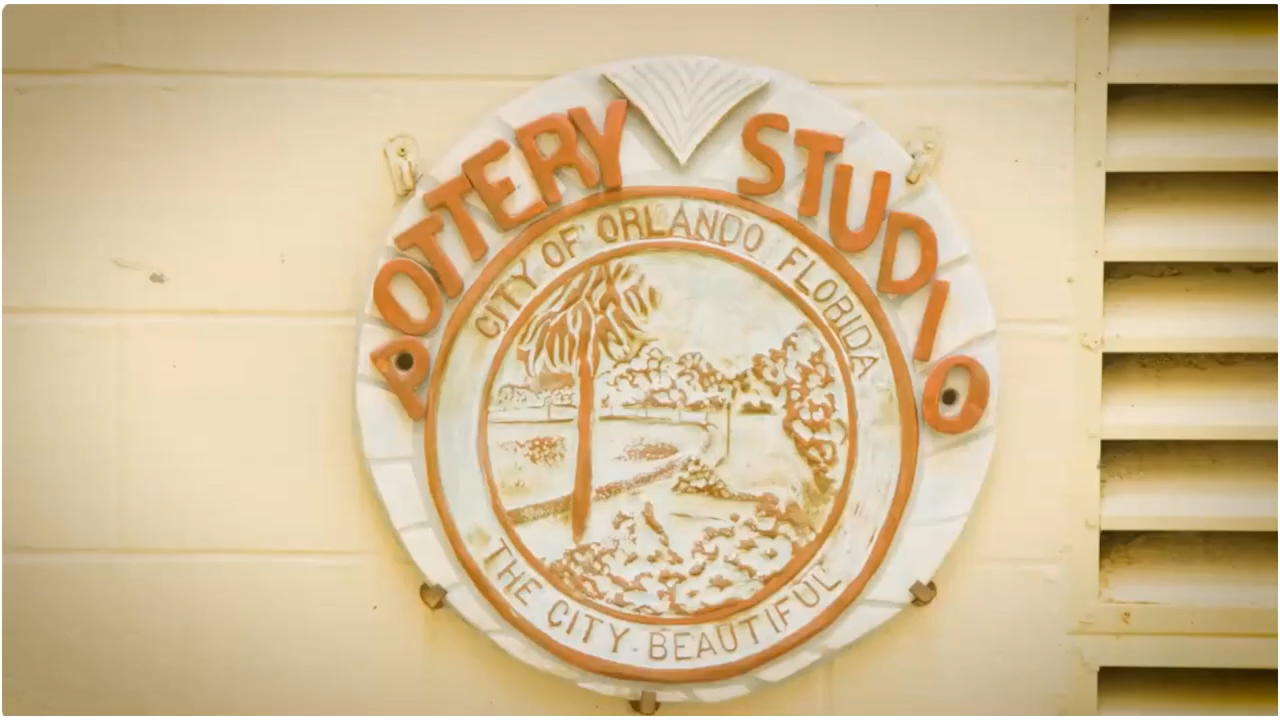 POTTERY STUDIO
CITY OF ORLANDO FLORIDA
THE CITY·BEAUTIFUL